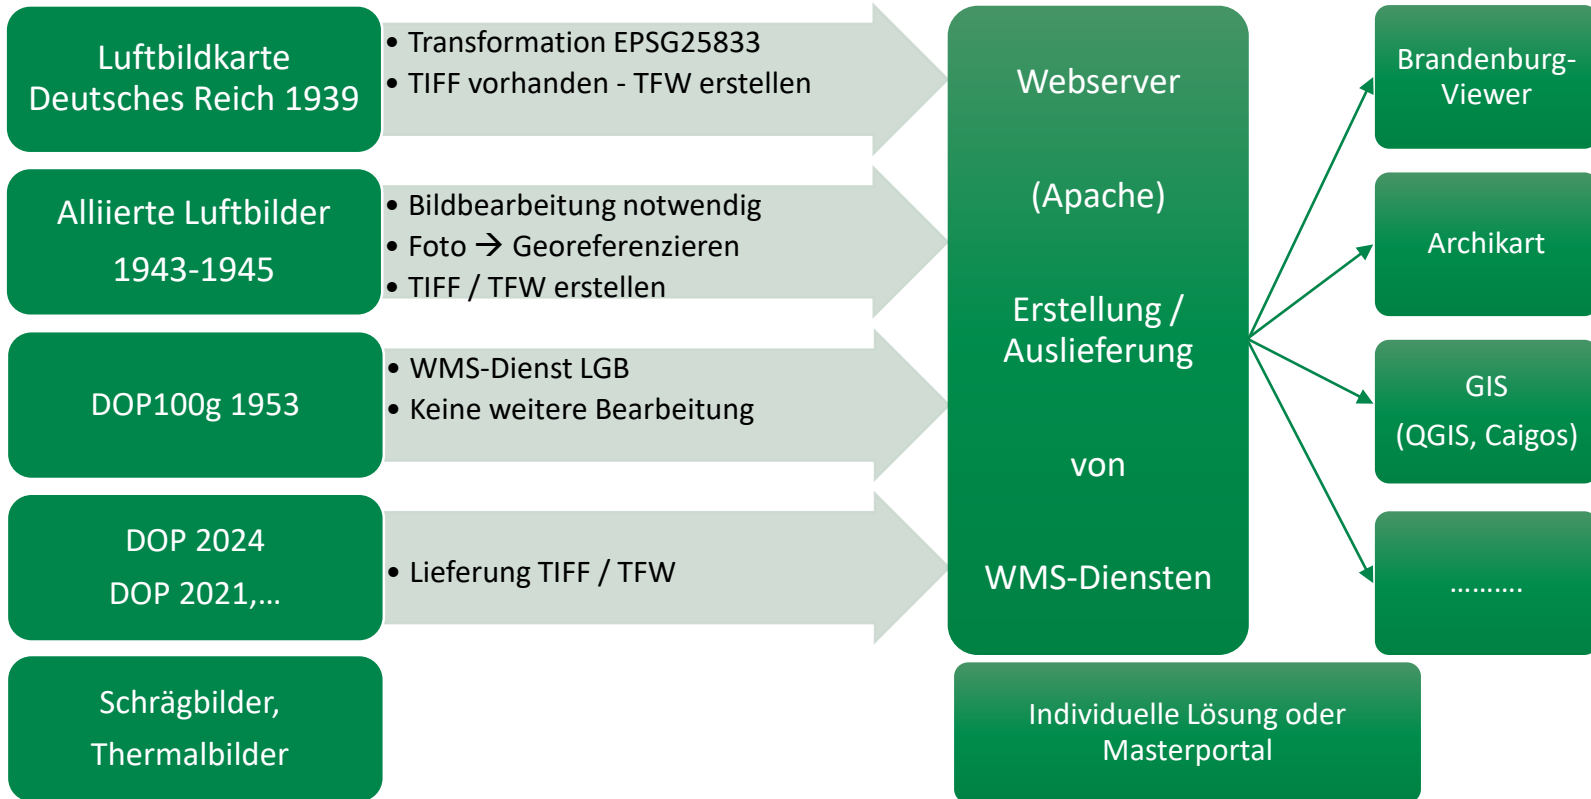 Luftbildkarte
Deutsches Reich 1939
• Transformation EPSG25833
• TIFF vorhanden - TFW erstellen
Alliierte Luftbilder
1943-1945
• Bildbearbeitung notwendig
• Foto → Georeferenzieren
• TIFF / TFW erstellen
DOP100g 1953
• WMS-Dienst LGB
• Keine weitere Bearbeitung
DOP 2024
DOP 2021,...
• Lieferung TIFF / TFW
Schrägbilder,
Thermalbilder
Webserver
(Apache)
Erstellung /
Auslieferung
von
WMS-Diensten
Individuelle Lösung oder
Masterportal
Brandenburg-
Viewer
Archikart
GIS
(QGIS, Caigos)
..........